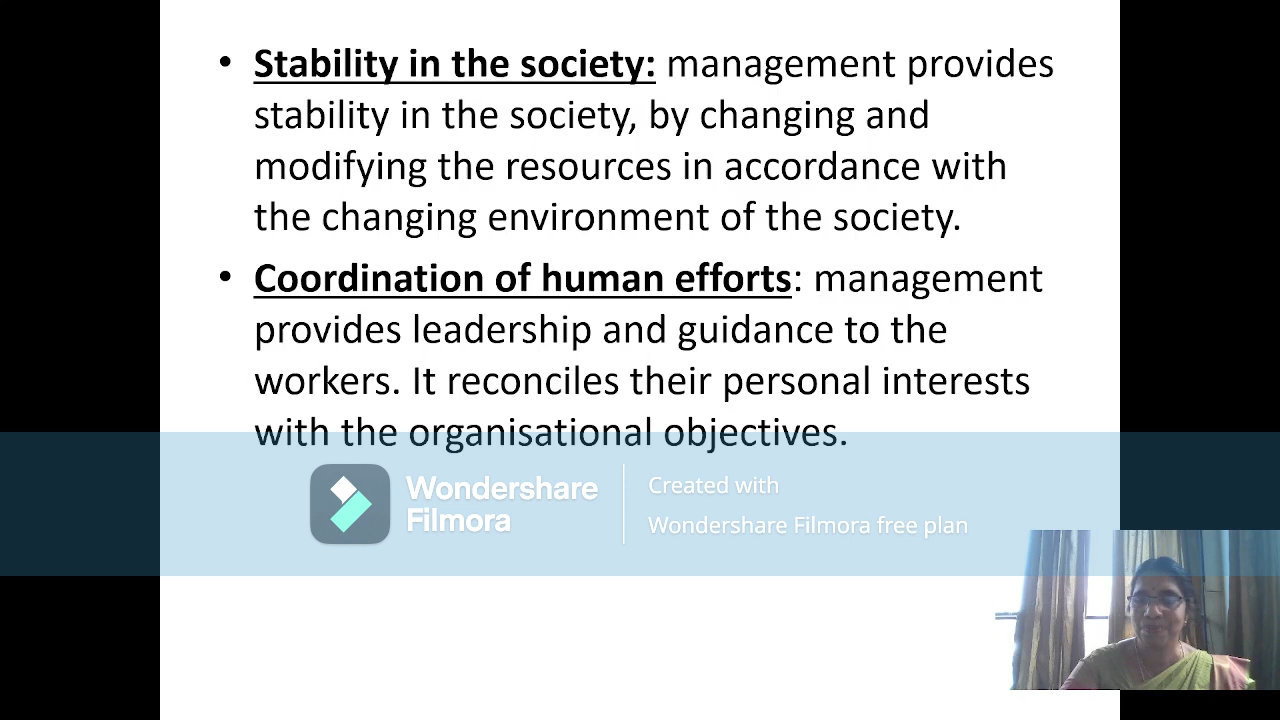 • Stability in the society: management provides
stability in the society, by changing and
modifying the resources in accordance with
the changing environment of the society.
• Coordination of human efforts: management
provides leadership and guidance to the
workers. It reconciles their personal interests
with the organisational objectives.
Wondershare
Filmora
Created with
Wondershare Filmora free plan